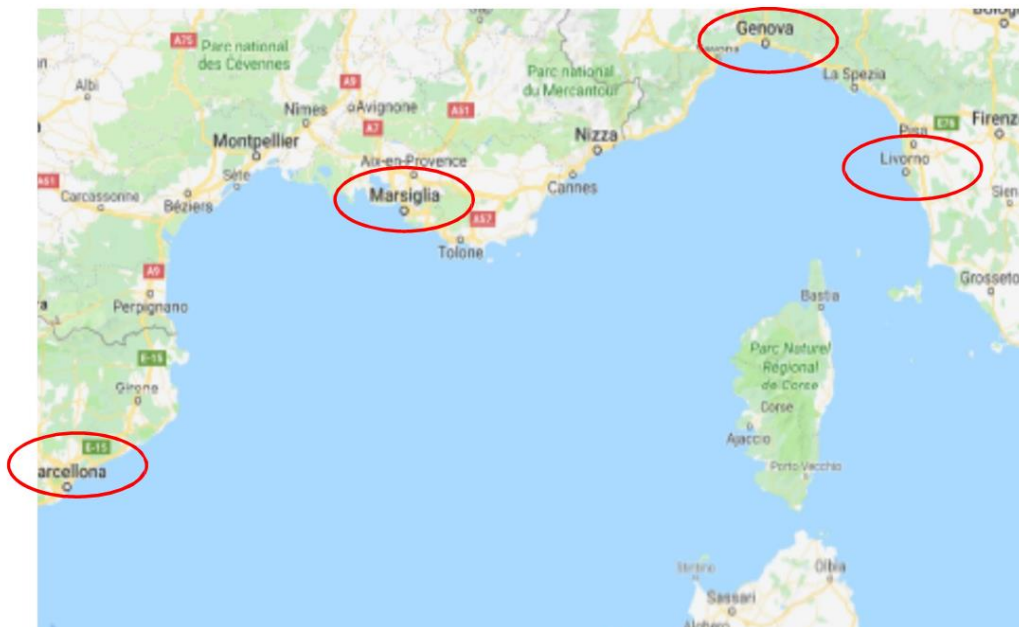 Genova
A75
Parc national
des Cévennes
Albi
A9
Parc national
du Mercantour
La Spezia
Nîmes
Avignone
A51
A7
E76
Firenz
Pisa
Montpellier
Nizza
Aix-en-Provence
Livorno
Sète
Carcassonne
Béziers
Marsiglia
Cannes
Sien
A57
Tolone
A9
Grosseto
Perpignano
Bastia
E-15
Parc Naturel
Régional
de Corse
Girona
Corse
Ajaccio
E-15
arcellona
Porto-Vecchio
Olbia
Sassari